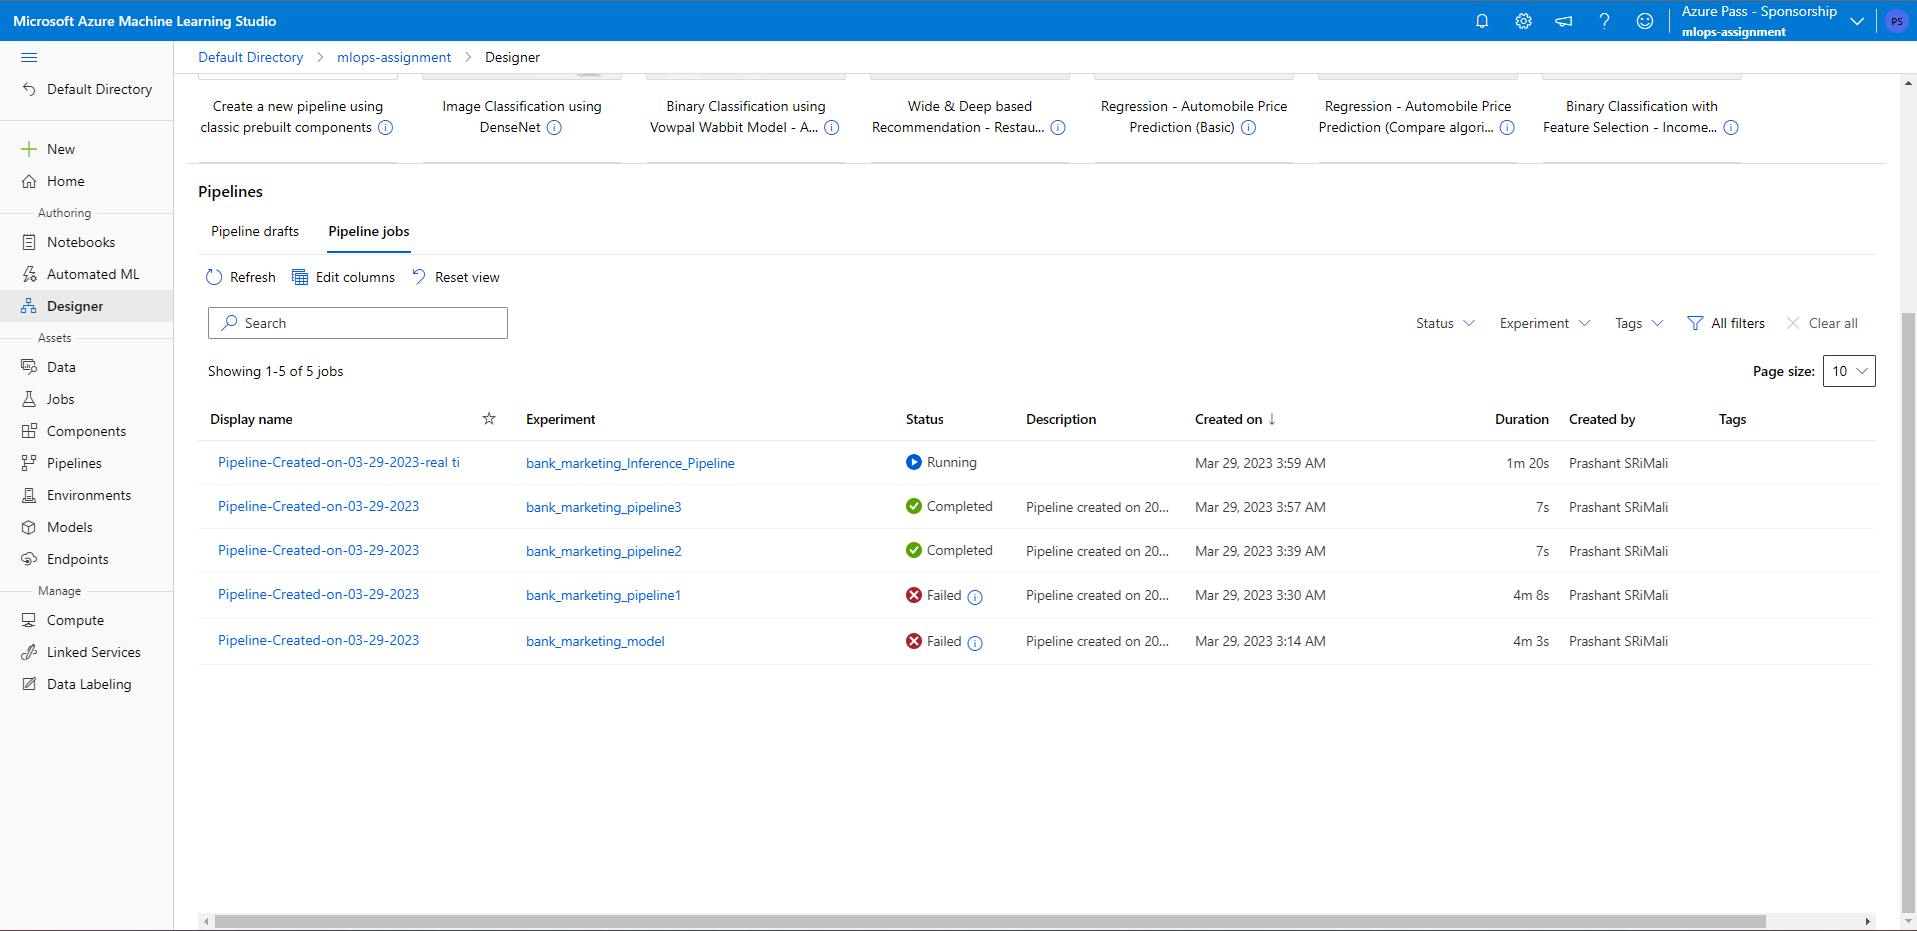 Microsoft Azure Machine Learning Studio
Azure Pass - Sponsorship
mlops-assignment
PS
Default Directory
New
Home
Authoring
Notebooks
Automated ML
Designer
Assets
Data
Jobs
Components
Pipelines
Environments
Models
Endpoints
Manage
Compute
Linked Services
Data Labeling
Default Directory > mlops-assignment > Designer
Create a new pipeline using
classic prebuilt components
Image Classification using
DenseNet
Binary Classification using
Vowpal Wabbit Model - A...
Wide & Deep based
Recommendation - Restau...
Regression - Automobile Price
Prediction (Basic)
Regression - Automobile Price
Prediction (Compare algori...
Binary Classification with
Feature Selection - Income...
Pipelines
Pipeline drafts Pipeline jobs
Refresh Edit columns Reset view
Search Status Experiment Tags All filters Clear all
Showing 1-5 of 5 jobs Page size: 10
Display name Experiment Status Description Created on Duration Created by Tags
Pipeline-Created-on-03-29-2023-real ti bank_marketing_Inference_Pipeline Running Mar 29, 2023 3:59 AM 1m 20s Prashant SRiMali
Pipeline-Created-on-03-29-2023 bank_marketing_pipeline3 Completed Pipeline created on 20... Mar 29, 2023 3:57 AM 7s Prashant SRiMali
Pipeline-Created-on-03-29-2023 bank_marketing_pipeline2 Completed Pipeline created on 20... Mar 29, 2023 3:39 AM 7s Prashant SRiMali
Pipeline-Created-on-03-29-2023 bank_marketing_pipeline1 Failed Pipeline created on 20... Mar 29, 2023 3:30 AM 4m 8s Prashant SRiMali
Pipeline-Created-on-03-29-2023 bank_marketing_model Failed Pipeline created on 20... Mar 29, 2023 3:14 AM 4m 3s Prashant SRiMali